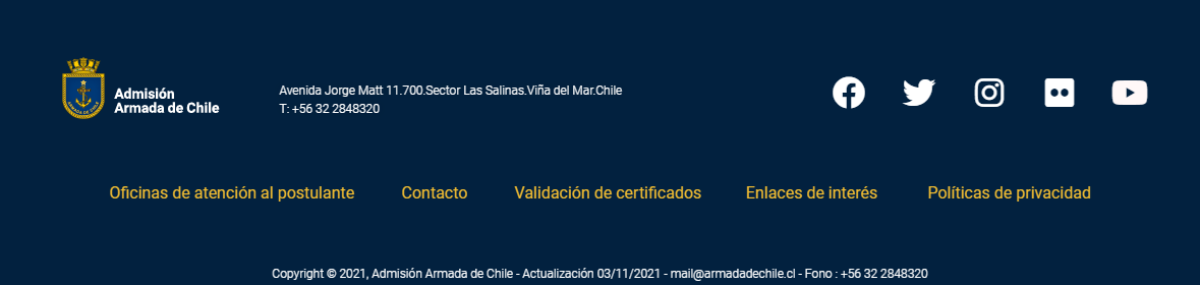 Admisión
Armada de Chile
Avenida Jorge Matt 11.700.Sector Las Salinas.Viña del Mar.Chile
T: +56 32 2848320
Oficinas de atención al postulante
Contacto
Validación de certificados
Enlaces de interés
Políticas de privacidad
Copyright © 2021, Admisión Armada de Chile - Actualización 03/11/2021 - mail@armadadechile.cl - Fono : +56 32 2848320